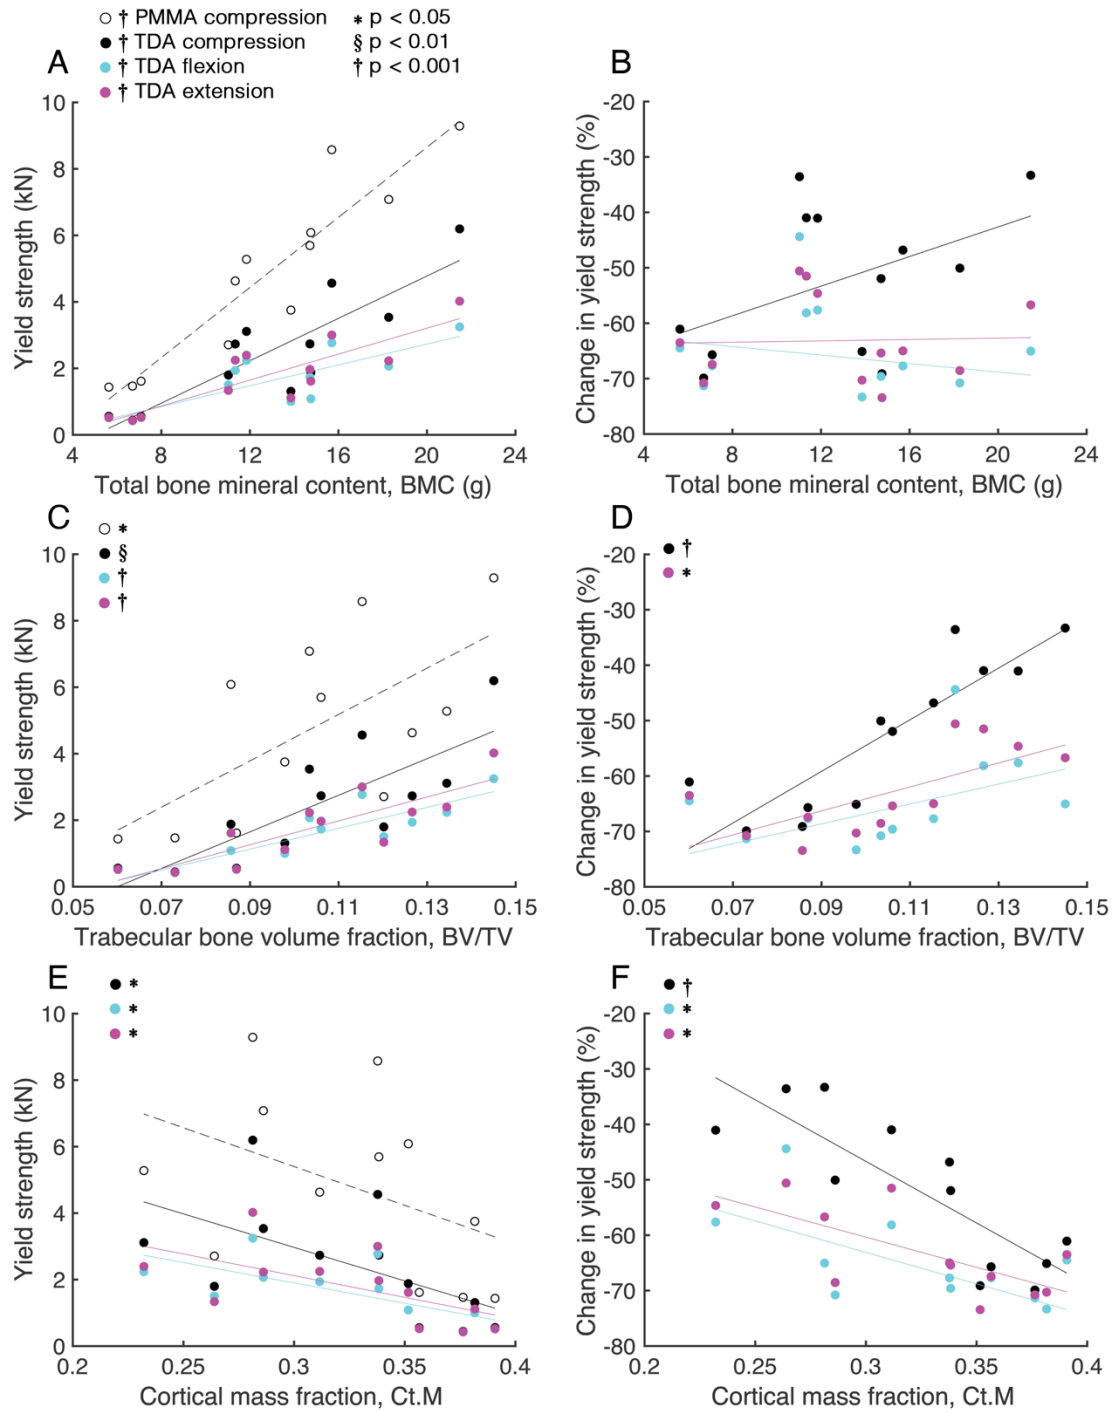 ○ † PMMA compression
● † TDA compression
● † TDA flexion
● † TDA extension
* p < 0.05
§ p < 0.01
† p < 0.001
A
10
8
6
4
2
0
Yield strength (kN)
4 8 12 16 20 24
Total bone mineral content, BMC (g)
B
-20
-30
-40
-50
-60
-70
-80
Change in yield strength (%)
4 8 12 16 20 24
Total bone mineral content, BMC (g)
C
○ *
● §
● †
● †
10
8
6
4
2
0
Yield strength (kN)
0.05 0.07 0.09 0.11 0.13 0.15
Trabecular bone volume fraction, BV/TV
D
● †
● *
-20
-30
-40
-50
-60
-70
-80
Change in yield strength (%)
0.05 0.07 0.09 0.11 0.13 0.15
Trabecular bone volume fraction, BV/TV
E
● *
● *
● *
10
8
6
4
2
0
Yield strength (kN)
0.2 0.3 0.4
Cortical mass fraction, Ct.M
F
● †
● *
● *
-20
-30
-40
-50
-60
-70
-80
Change in yield strength (%)
0.2 0.25 0.3 0.35 0.4
Cortical mass fraction, Ct.M